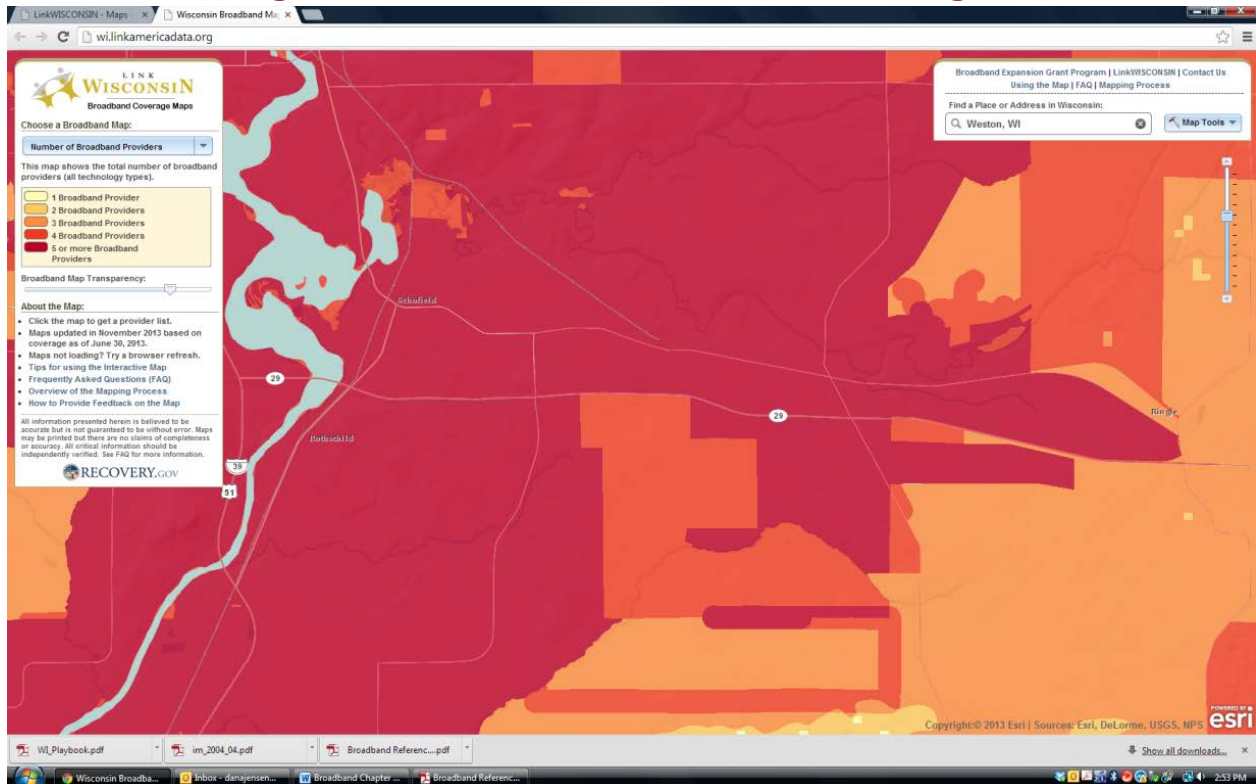 LinkWISCONSIN - Maps
Wisconsin Broadband Ma
wi.linkamericadata.org
LINK
WISCONSIN
Broadband Coverage Maps
Choose a Broadband Map:
Number of Broadband Providers
This map shows the total number of broadband
providers (all technology types).
1 Broadband Provider
2 Broadband Providers
3 Broadband Providers
4 Broadband Providers
5 or more Broadband
Providers
Broadband Map Transparency:
About the Map:
• Click the map to get a provider list.
• Maps updated in November 2013 based on
coverage as of June 30, 2013.
• Maps not loading? Try a browser refresh.
• Tips for using the Interactive Map
• Frequently Asked Questions (FAQ)
• Overview of the Mapping Process
• How to Provide Feedback on the Map
All information presented herein is believed to be
accurate but is not guaranteed to be without error. Maps
may be printed but there are no claims of completeness
or accuracy. All critical information should be
independently verified. See FAQ for more information.
RECOVERY.GOV
Broadband Expansion Grant Program | LinkWISCONSIN | Contact Us
Using the Map | FAQ | Mapping Process
Find a Place or Address in Wisconsin:
Weston, WI
Map Tools
Schofield
29
29
Ringle
Rothschild
39
51
Copyright:© 2013 Esri | Sources: Esri, DeLorme, USGS, NPS
POWERED BY
esri
WI_Playbook.pdf
im_2004_04.pdf
Broadband Referenc....pdf
Show all downloads...
Wisconsin Broadba...
Inbox - danajensen...
Broadband Chapter ...
Broadband Referenc...
2:53 PM